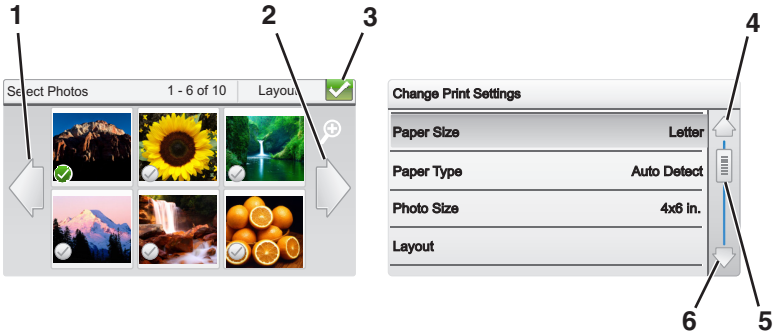 1
2
3
4
Select Photos 1 - 6 of 10 Layout
Change Print Settings
Paper Size Letter
Paper Type Auto Detect
Photo Size 4x6 in.
Layout
6
5